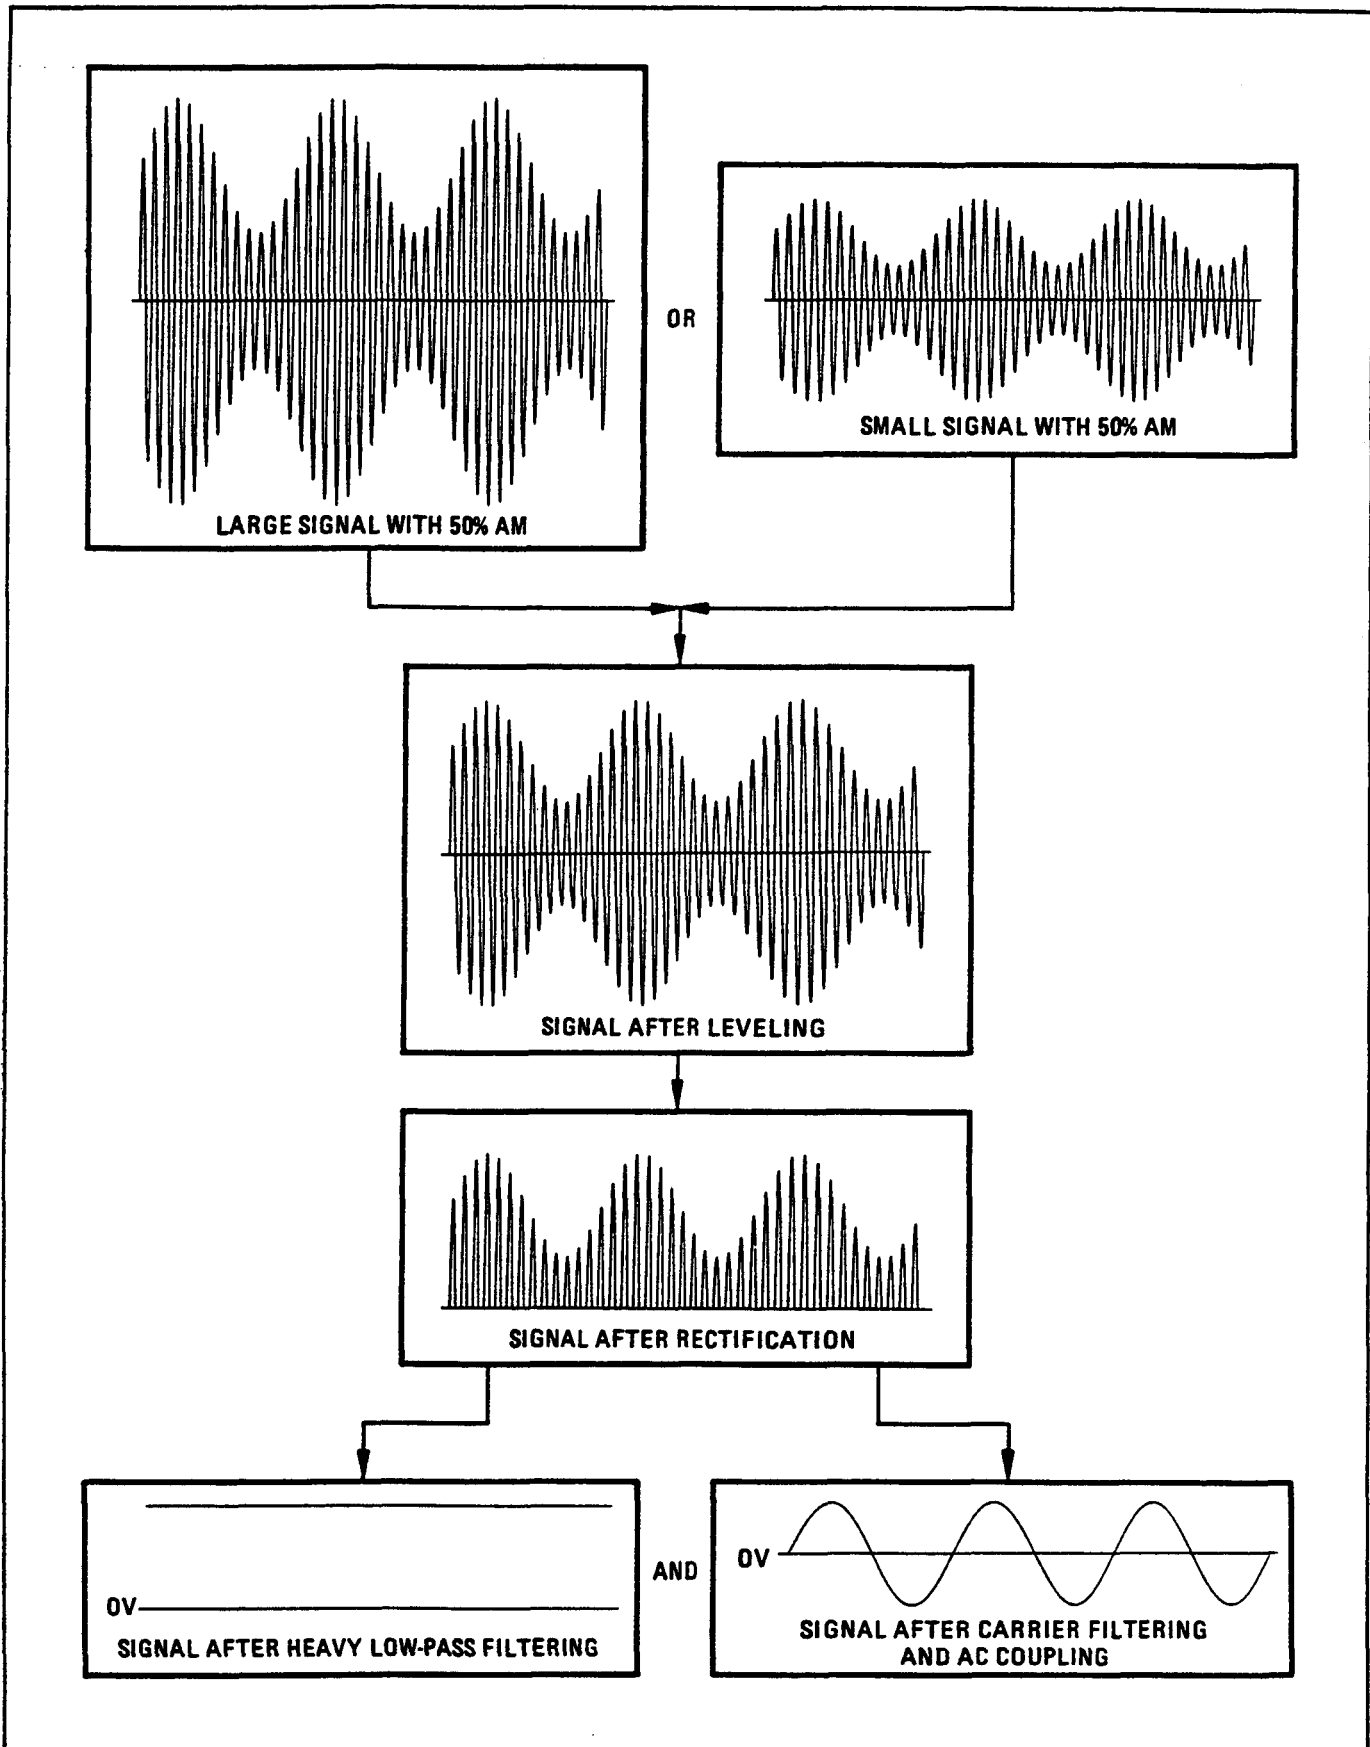 OR
SMALL SIGNAL WITH 50% AM
LARGE SIGNAL WITH 50% AM
SIGNAL AFTER LEVELING
SIGNAL AFTER RECTIFICATION
0V
SIGNAL AFTER HEAVY LOW-PASS FILTERING
AND
0V
SIGNAL AFTER CARRIER FILTERING
AND AC COUPLING